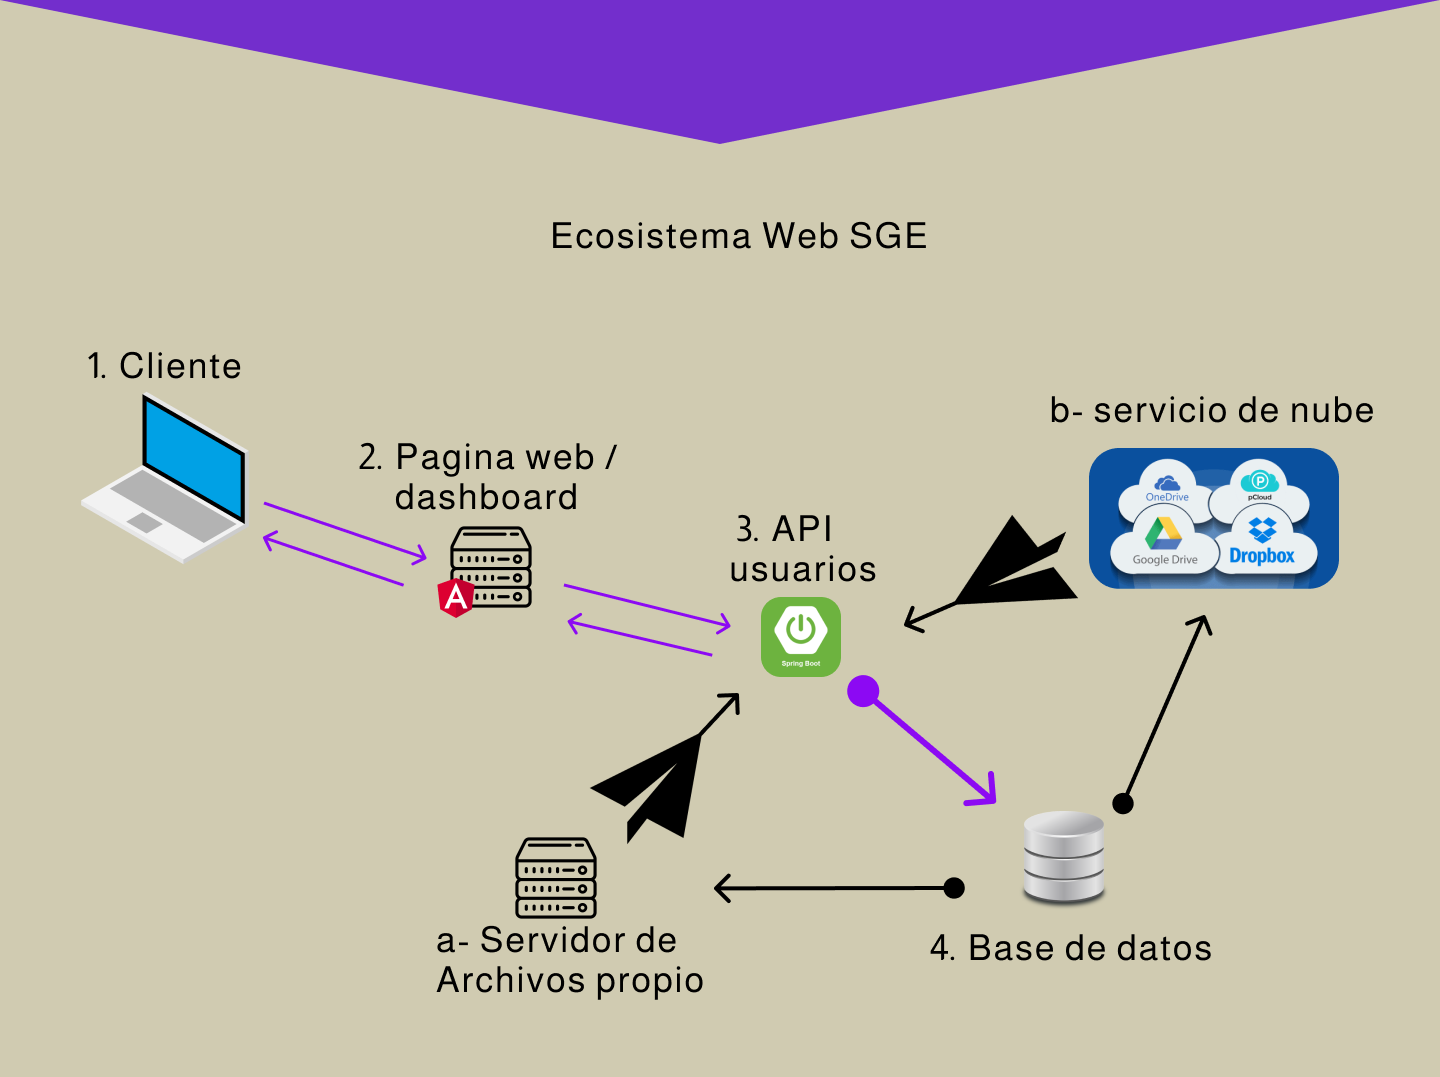 Ecosistema Web SGE
1. Cliente
2. Pagina web /
dashboard
3. API
usuarios
Spring Boot
b- servicio de nube
OneDrive
pCloud
Google Drive
Dropbox
a- Servidor de
Archivos propio
4. Base de datos